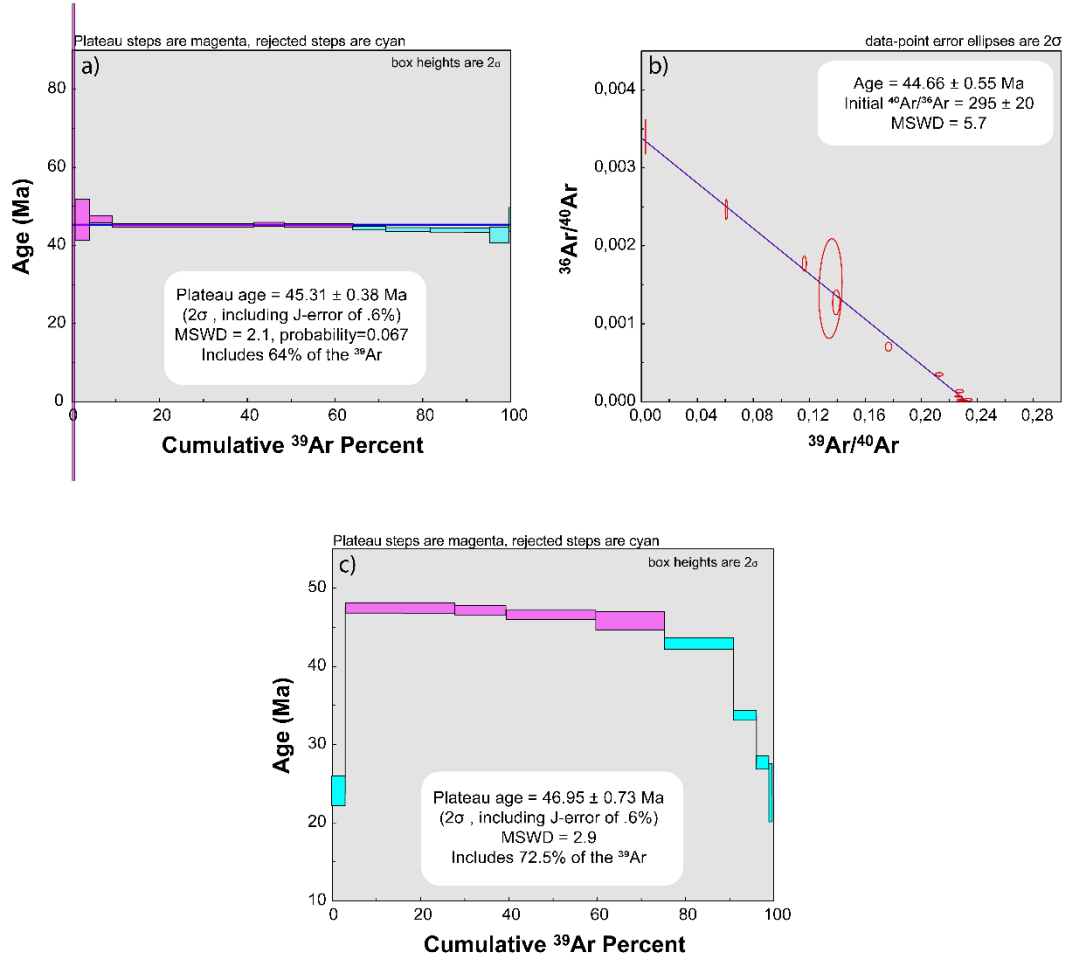 Plateau steps are magenta, rejected steps are cyan
a)
box heights are 2σ
80
60
40
20
0
Age (Ma)
Plateau age = 45.31 ± 0.38 Ma
(2σ , including J-error of .6%)
MSWD = 2.1, probability=0.067
Includes 64% of the ³⁹Ar
0 20 40 60 80 100
Cumulative ³⁹Ar Percent
data-point error ellipses are 2σ
b)
Age = 44.66 ± 0.55 Ma
Initial ⁴⁰Ar/³⁶Ar = 295 ± 20
MSWD = 5.7
0,004
0,003
0,002
0,001
0,000
³⁶Ar/⁴⁰Ar
0,00 0,04 0,08 0,12 0,16 0,20 0,24 0,28
³⁹Ar/⁴⁰Ar
Plateau steps are magenta, rejected steps are cyan
c)
box heights are 2σ
50
40
30
20
10
Age (Ma)
Plateau age = 46.95 ± 0.73 Ma
(2σ , including J-error of .6%)
MSWD = 2.9
Includes 72.5% of the ³⁹Ar
0 20 40 60 80 100
Cumulative ³⁹Ar Percent